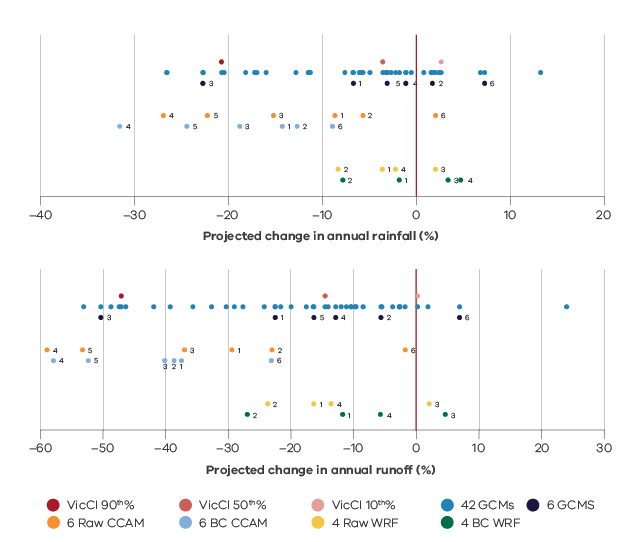 3 1 5 4 2 6
4 5 3 1 2 6
4 5 3 1 2 6
2 1 4 3
2 1 3 4
−40 −30 −20 −10 0 10 20
Projected change in annual rainfall (%)
3 1 5 4 2 6
4 5 3 1 2 6
4 5 3 2 1 6
2 1 4 3
2 1 4 3
−60 −50 −40 −30 −20 −10 0 10 20 30
Projected change in annual runoff (%)
VicCI 90th% VicCI 50th% VicCI 10th% 42 GCMs 6 GCMS
6 Raw CCAM 6 BC CCAM 4 Raw WRF 4 BC WRF